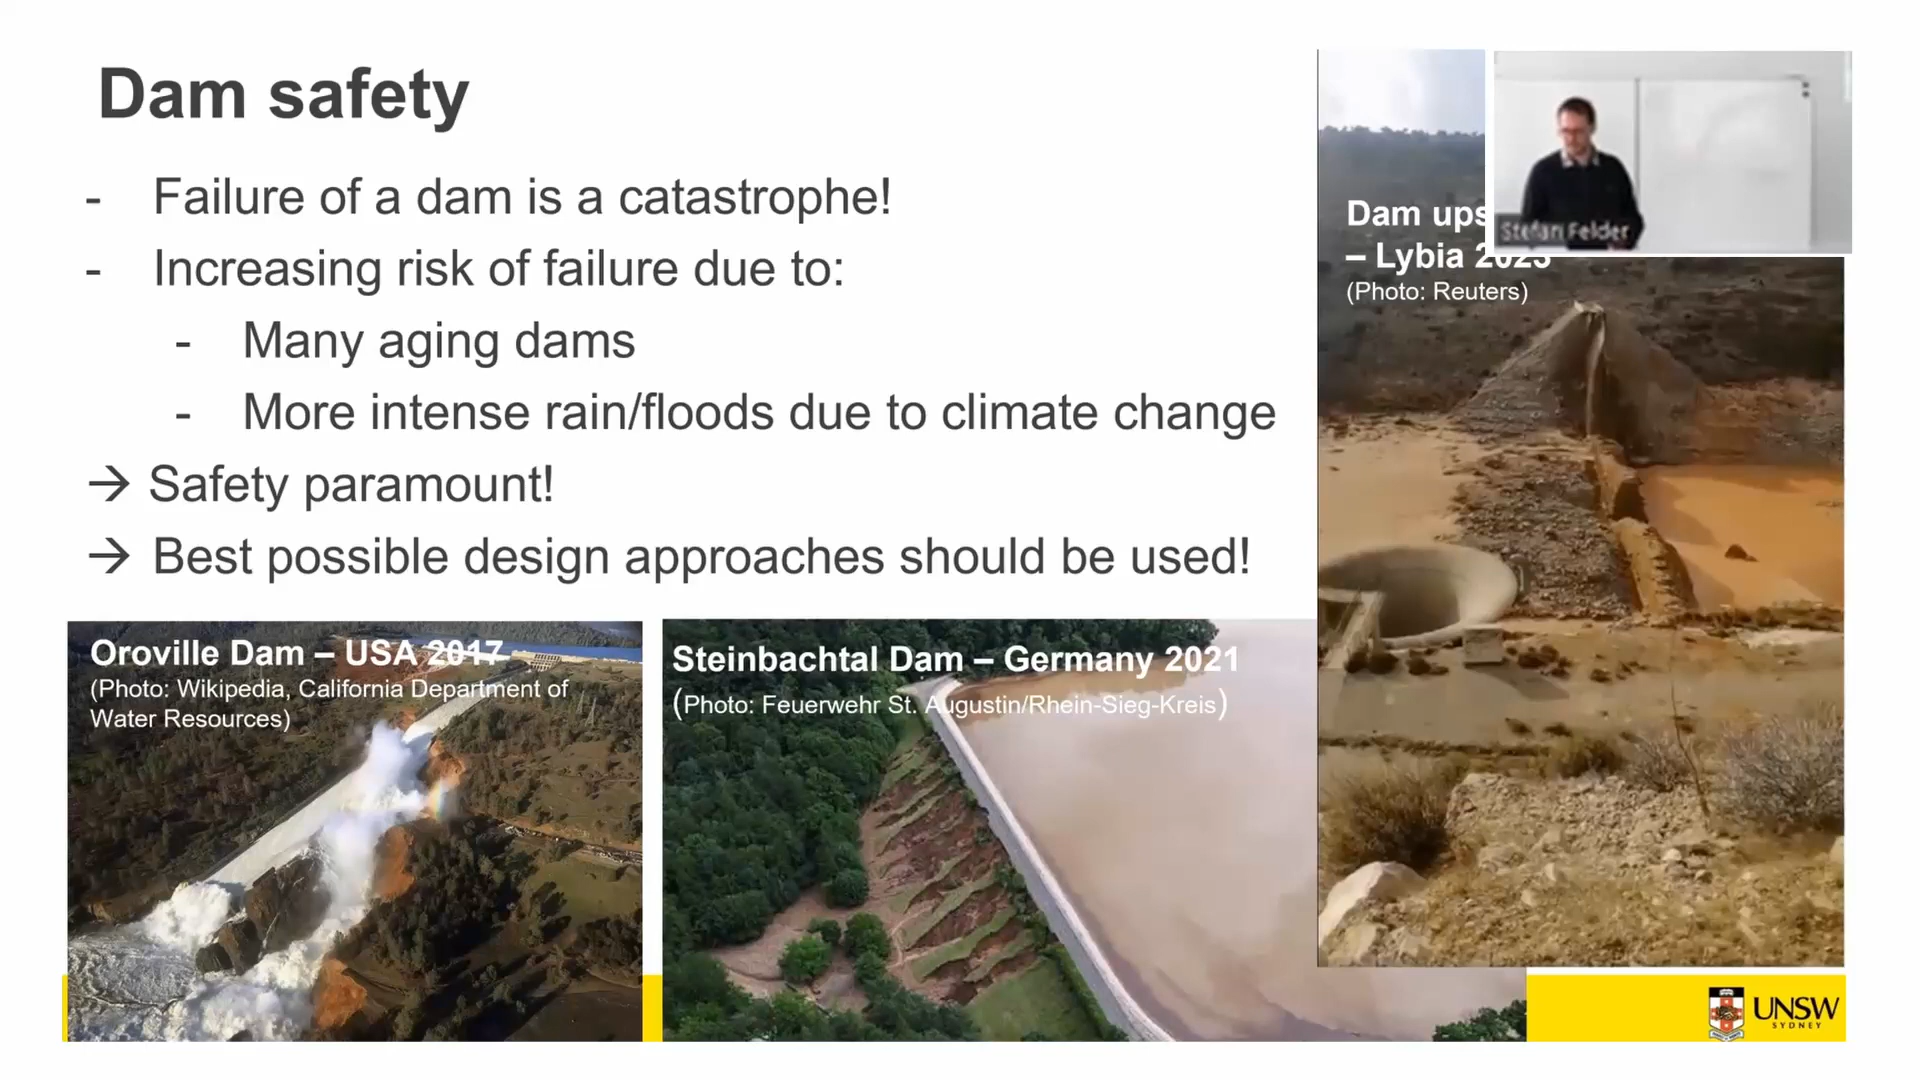 Dam safety
- Failure of a dam is a catastrophe!
- Increasing risk of failure due to:
- Many aging dams
- More intense rain/floods due to climate change
→ Safety paramount!
→ Best possible design approaches should be used!
Oroville Dam – USA 2017
(Photo: Wikipedia, California Department of
Water Resources)
Steinbachtal Dam – Germany 2021
(Photo: Feuerwehr St. Augustin/Rhein-Sieg-Kreis)
Dam
– Lybia 2023
(Photo: Reuters)
Stefan Felder
UNSW
SYDNEY